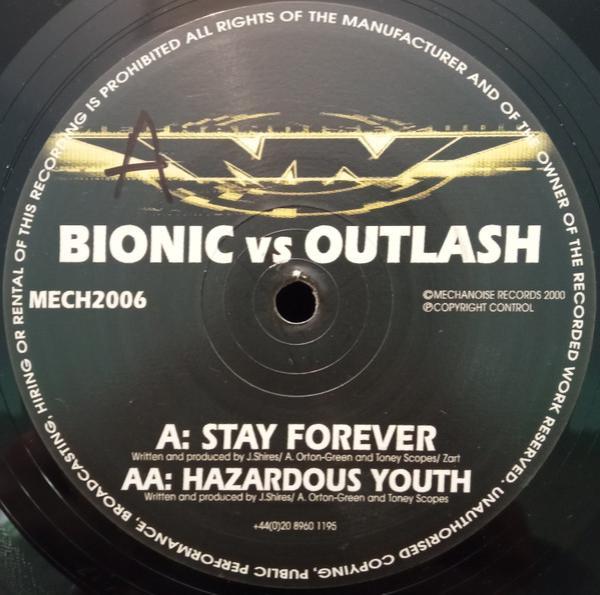 ALL RIGHTS OF THE MANUFACTURER AND OF THE OWNER OF THE RECORDED WORK RESERVED. UNAUTHORISED COPYING, PUBLIC PERFORMANCE, BROADCASTING, HIRING OR RENTAL OF THIS RECORDING IS PROHIBITED
A
BIONIC vs OUTLASH
MECH2006
©MECHANOISE RECORDS 2000
℗COPYRIGHT CONTROL
A: STAY FOREVER
Written and produced by J.Shires/ A. Orton-Green and Toney Scopes/ Zart
AA: HAZARDOUS YOUTH
Written and produced by J.Shires/ A. Orton-Green and Toney Scopes
+44(0)20 8960 1195